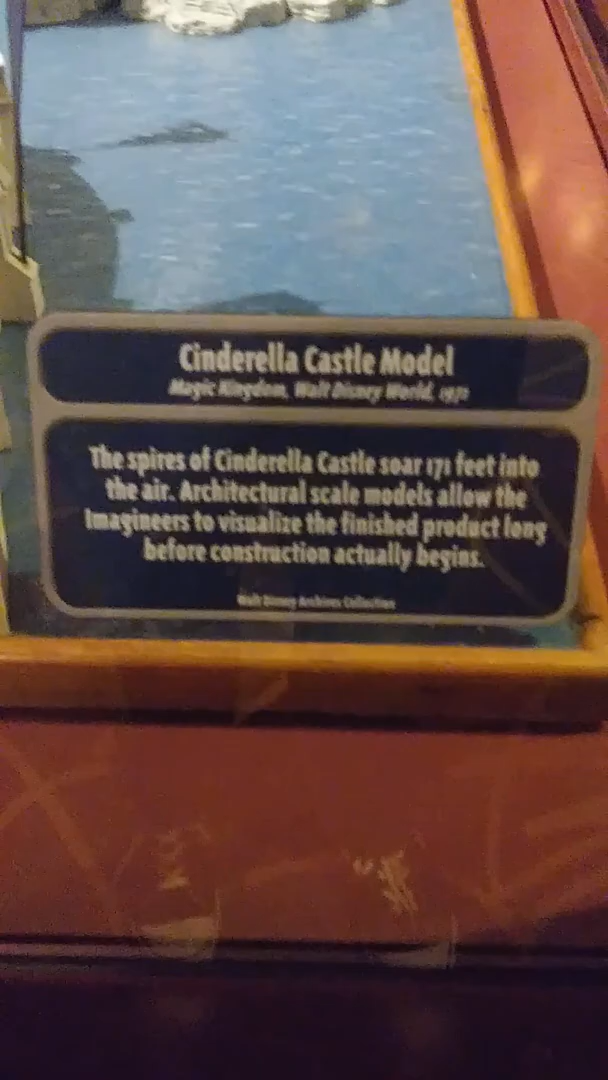 Cinderella Castle Model
Magic Kingdom, Walt Disney World, 1971
The spires of Cinderella Castle soar 171 feet into
the air. Architectural scale models allow the
Imagineers to visualize the finished product long
before construction actually begins.
Walt Disney Archives Collection